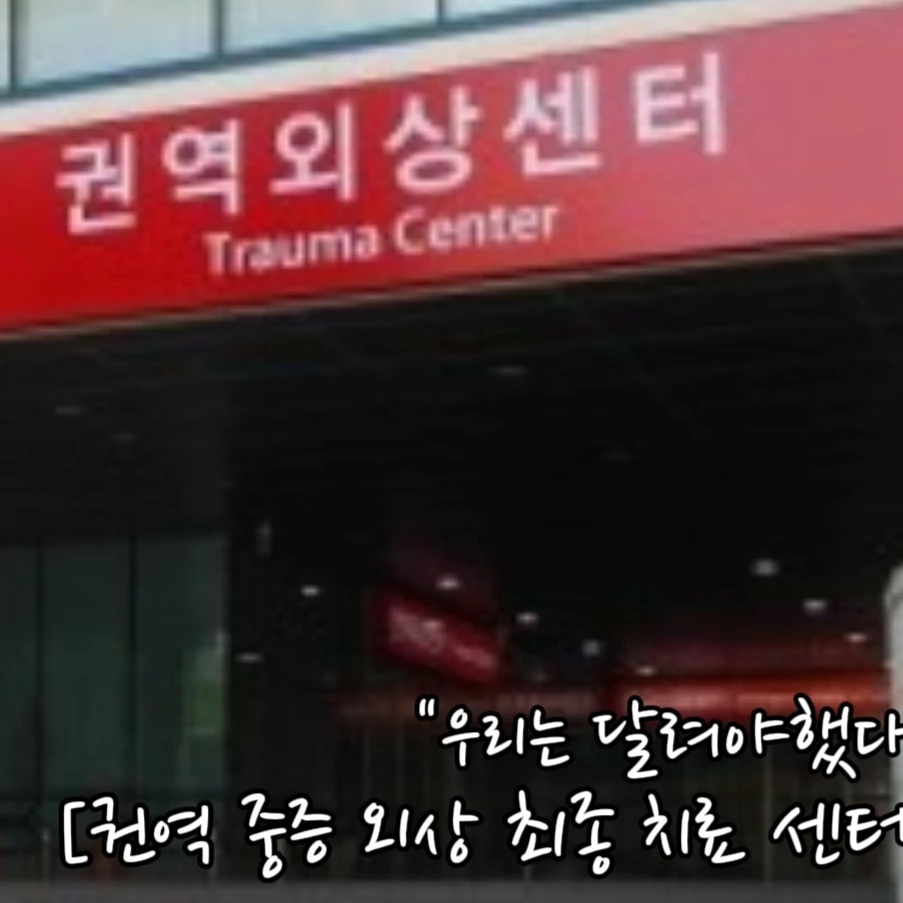 권역외상센터
Trauma Center
"우리는 달려야했다
[권역 중증 외상 최종 치료 센터